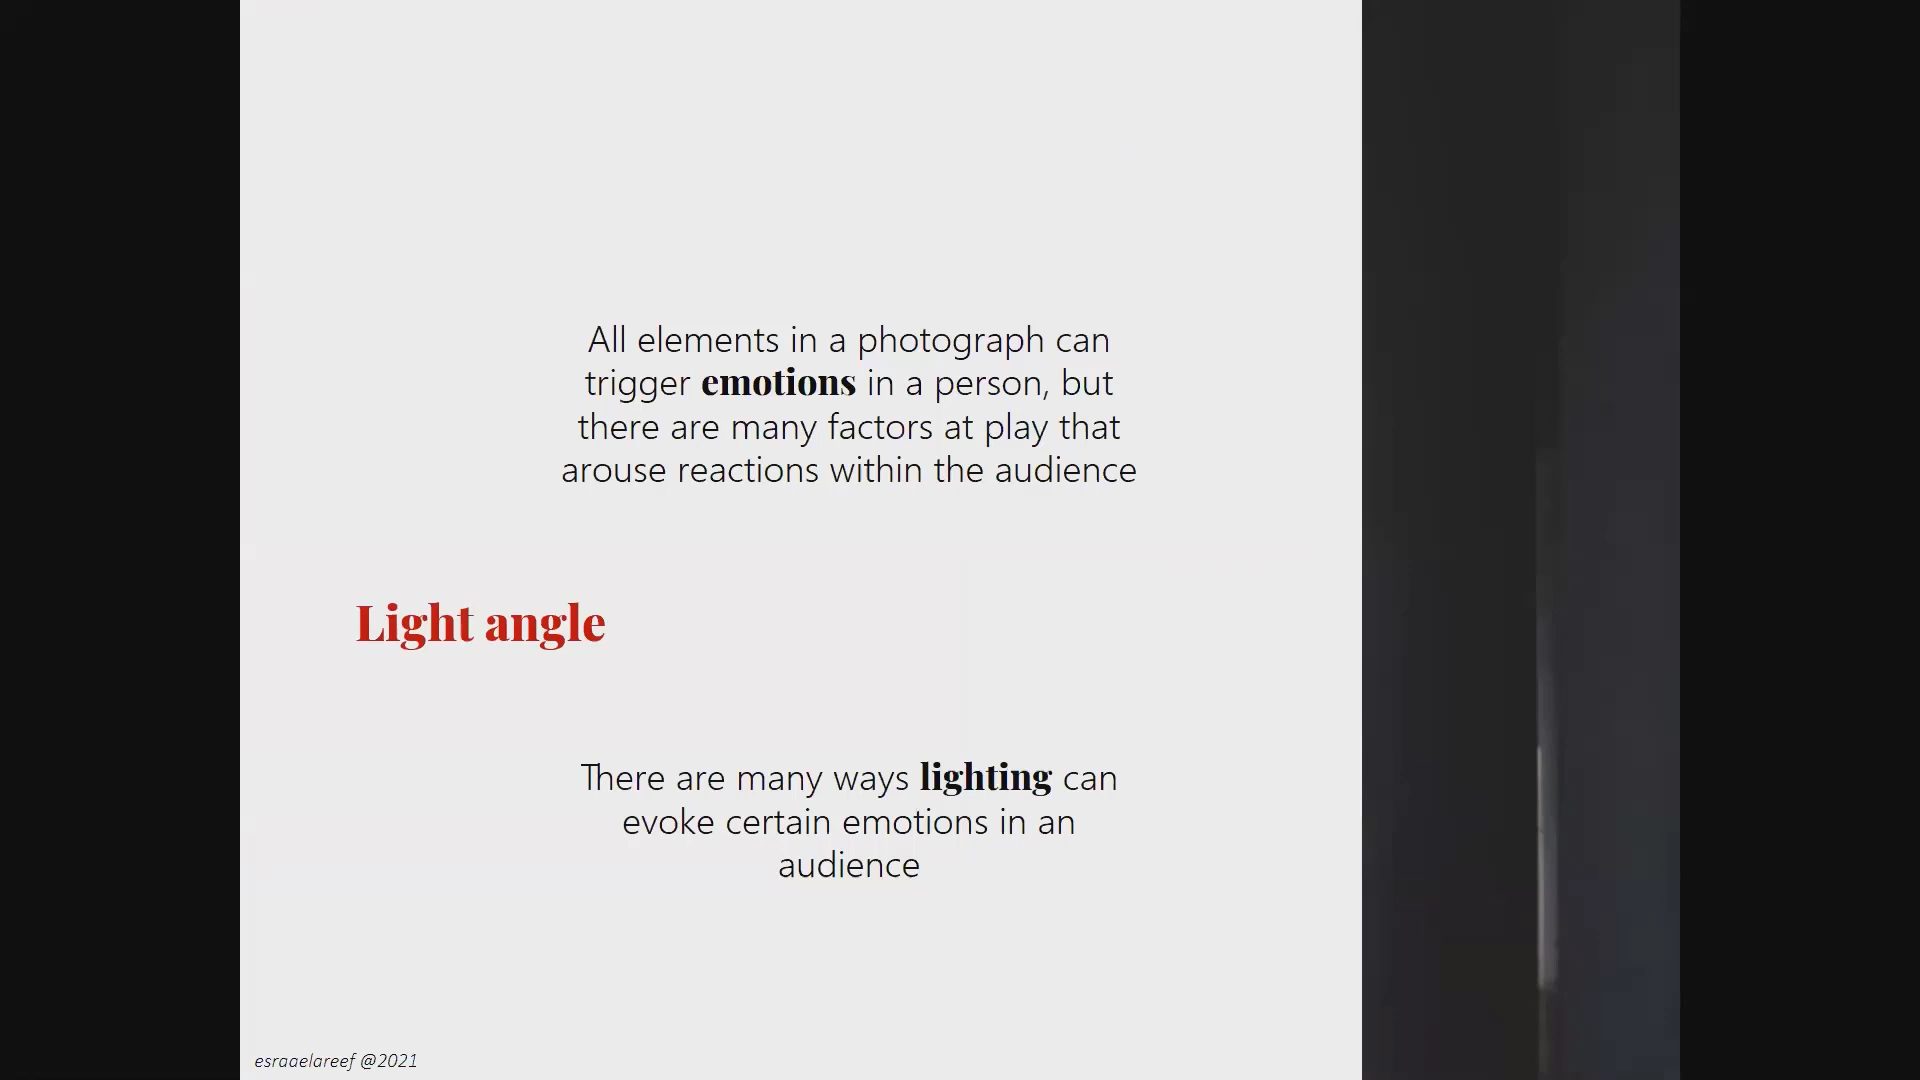 All elements in a photograph can
trigger emotions in a person, but
there are many factors at play that
arouse reactions within the audience
Light angle
There are many ways lighting can
evoke certain emotions in an
audience
esraaelareef @2021